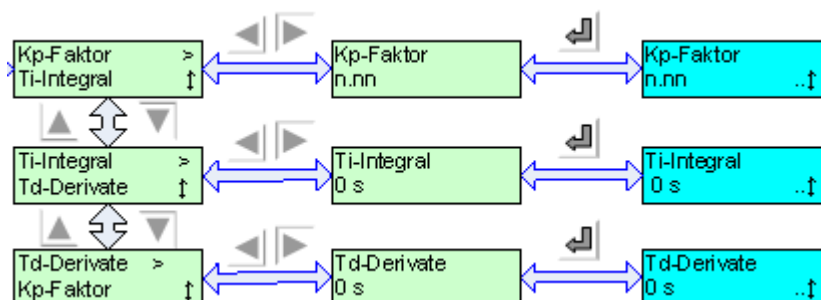 Kp-Faktor >
Ti-Integral ↕
Kp-Faktor
n.nn
Kp-Faktor
n.nn ..↕
Ti-Integral >
Td-Derivate ↕
Ti-Integral
0 s
Ti-Integral
0 s ..↕
Td-Derivate >
Kp-Faktor ↕
Td-Derivate
0 s
Td-Derivate
0 s ..↕